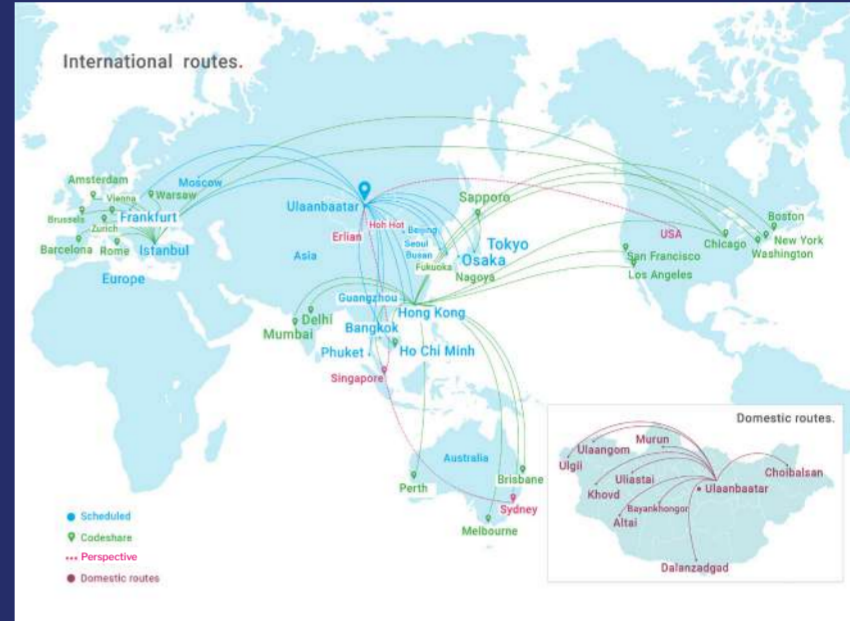 International routes.
Amsterdam
Vienna
Warsaw
Moscow
Brussels
Frankfurt
Zurich
Barcelona
Rome
Istanbul
Europe
Ulaanbaatar
Hoh Hot
Erlian
Beijing
Seoul
Busan
Asia
Sapporo
Tokyo
Osaka
Fukuoka
Nagoya
USA
Chicago
Boston
New York
Washington
San Francisco
Los Angeles
Guangzhou
Hong Kong
Delhi
Mumbai
Bangkok
Phuket
Ho Chi Minh
Singapore
Australia
Perth
Brisbane
Sydney
Melbourne
Scheduled
Codeshare
Perspective
Domestic routes
Domestic routes.
Murun
Ulaangom
Ulgii
Uliastai
Choibalsan
Khovd
Ulaanbaatar
Bayankhongor
Altai
Dalanzadgad